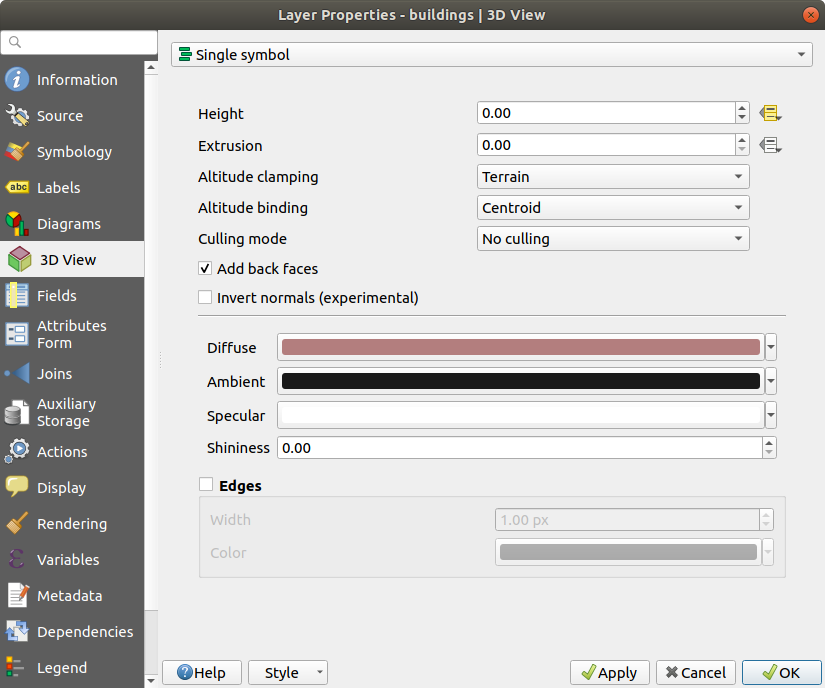 Layer Properties - buildings | 3D View
Information
Source
Symbology
abc Labels
Diagrams
3D View
Fields
Attributes
Form
Joins
Auxiliary
Storage
Actions
Display
Rendering
Variables
Metadata
Dependencies
Legend
Single symbol
Height 0.00
Extrusion 0.00
Altitude clamping Terrain
Altitude binding Centroid
Culling mode No culling
Add back faces
Invert normals (experimental)
Diffuse
Ambient
Specular
Shininess 0.00
Edges
Width 1.00 px
Color
Help Style Apply Cancel OK